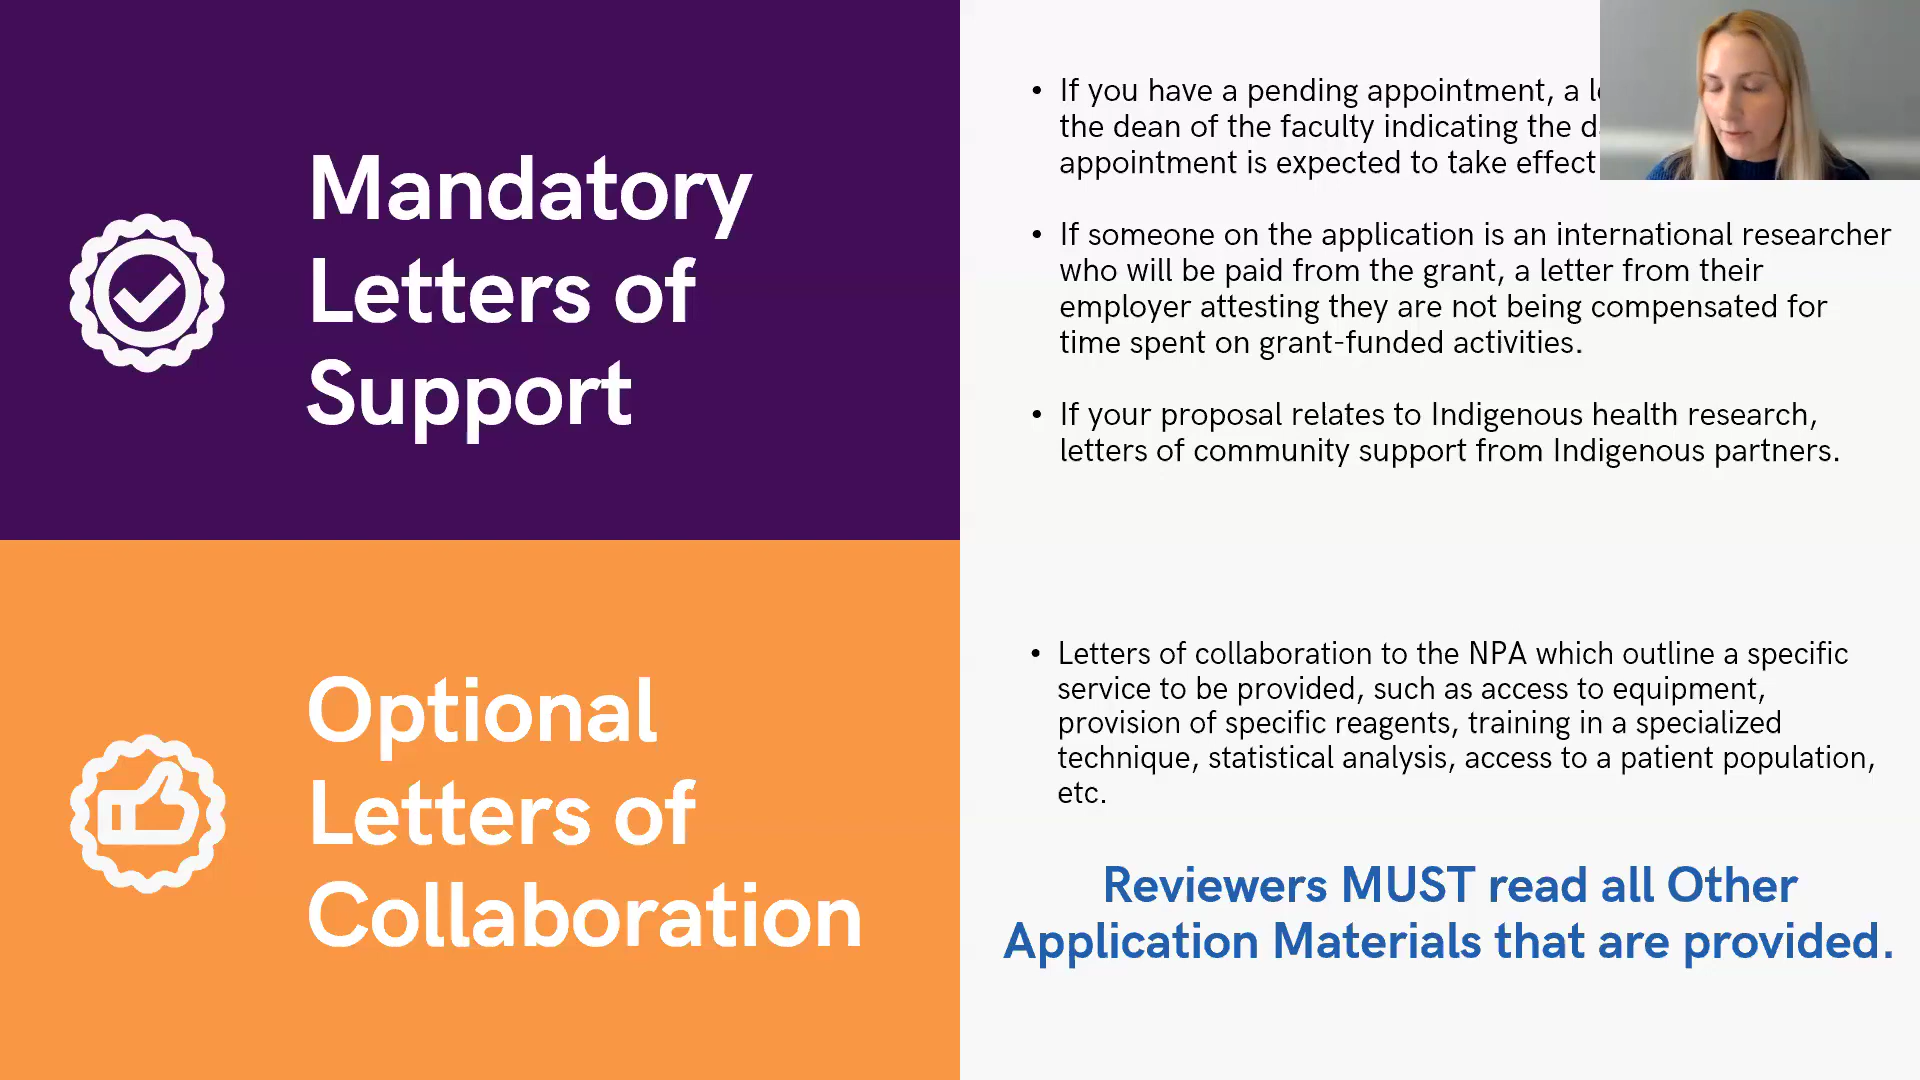 Mandatory
Letters of
Support
• If you have a pending appointment, a
the dean of the faculty indicating the
appointment is expected to take effect
• If someone on the application is an international researcher
who will be paid from the grant, a letter from their
employer attesting they are not being compensated for
time spent on grant-funded activities.
• If your proposal relates to Indigenous health research,
letters of community support from Indigenous partners.
Optional
Letters of
Collaboration
• Letters of collaboration to the NPA which outline a specific
service to be provided, such as access to equipment,
provision of specific reagents, training in a specialized
technique, statistical analysis, access to a patient population,
etc.
Reviewers MUST read all Other
Application Materials that are provided.